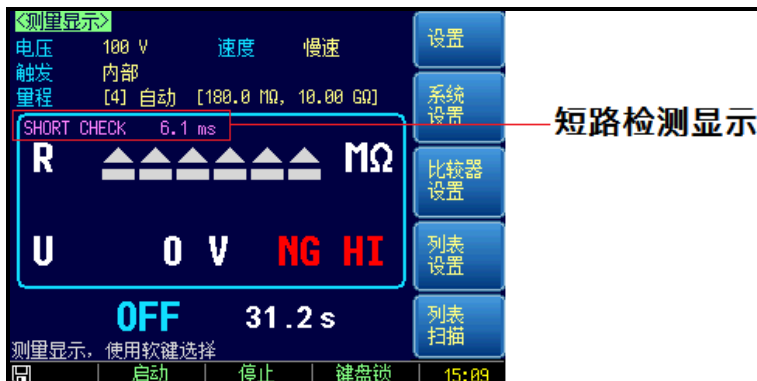 <测量显示>
电压 100 V 速度 慢速
触发 内部
量程 [4] 自动 [180.0 MΩ, 10.00 GΩ]
SHORT CHECK 6.1 ms
R MΩ
U 0 V NG HI
OFF 31.2 s
测量显示，使用软键选择
启动 停止 键盘锁 15:09
设置
系统
设置
比较器
设置
列表
设置
列表
扫描
短路检测显示